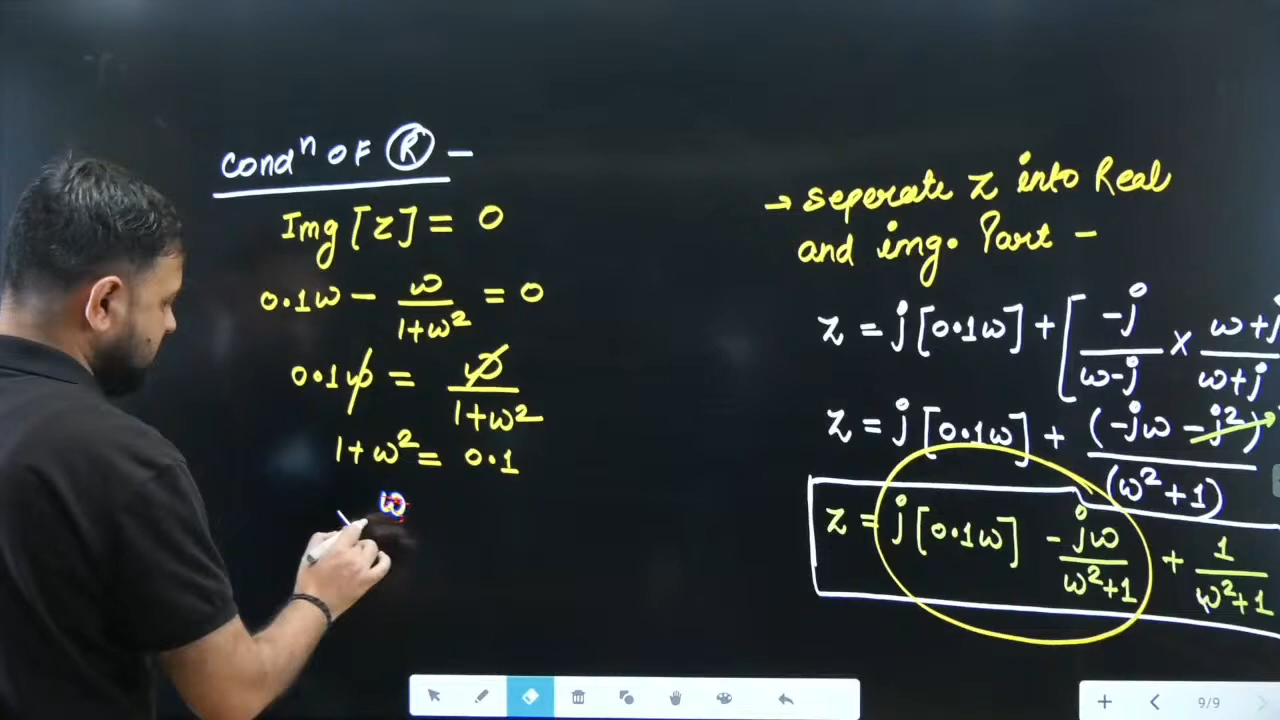 Condⁿ OF R –
Img [z] = 0
0.1ω – ω/(1+ω²) = 0
0.1ω = ω/(1+ω²)
1+ω² = 0.1
ω
→ seperate z into Real
and img. Part –
z = j[0.1ω] + [-j/(ω-j) × (ω+j/(ω+j
z = j[0.1ω] + (-jω - j²)/(ω²+1)
z = j[0.1ω] - jω/(ω²+1) + 1/(ω²+1
9/9